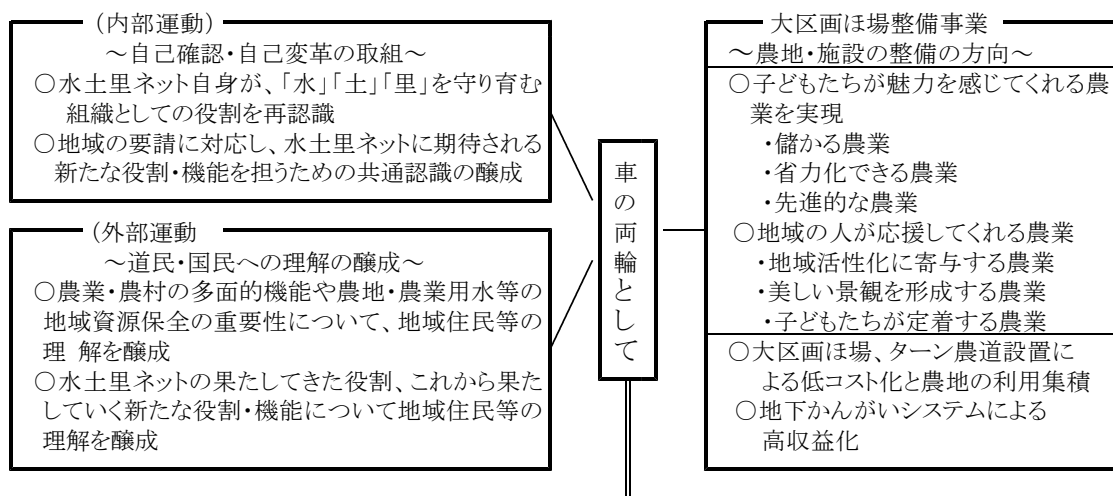 (内部運動)
～自己確認・自己変革の取組～
○水土里ネット自身が、「水」「土」「里」を守り育む
組織としての役割を再認識
○地域の要請に対応し、水土里ネットに期待される
新たな役割・機能を担うための共通認識の醸成
(外部運動
～道民・国民への理解の醸成～
○農業・農村の多面的機能や農地・農業用水等の
地域資源保全の重要性について、地域住民等の
理 解を醸成
○水土里ネットの果たしてきた役割、これから果た
していく新たな役割・機能について地域住民等の
理解を醸成
車の両輪として
大区画ほ場整備事業
～農地・施設の整備の方向～
○子どもたちが魅力を感じてくれる農
業を実現
・儲かる農業
・省力化できる農業
・先進的な農業
○地域の人が応援してくれる農業
・地域活性化に寄与する農業
・美しい景観を形成する農業
・子どもたちが定着する農業
○大区画ほ場、ターン農道設置に
よる低コスト化と農地の利用集積
○地下かんがいシステムによる
高収益化